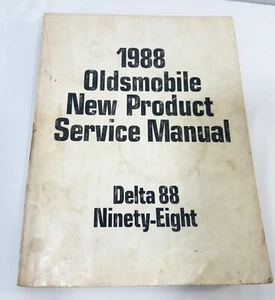 1988
Oldsmobile
New Product
Service Manual
Delta 88
Ninety-Eight